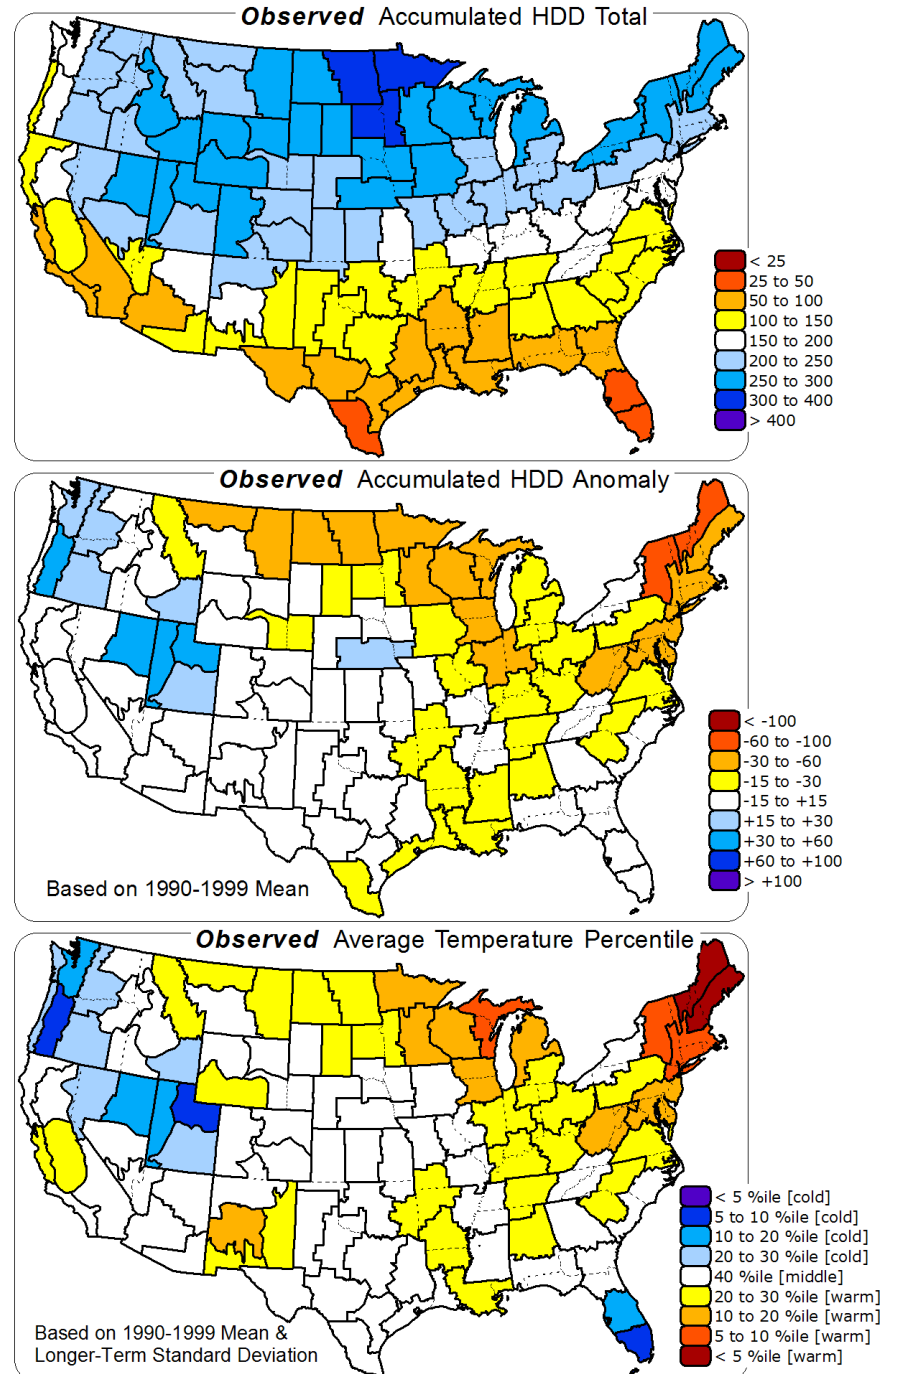 Observed Accumulated HDD Total
< 25
25 to 50
50 to 100
100 to 150
150 to 200
200 to 250
250 to 300
300 to 400
> 400
Observed Accumulated HDD Anomaly
< -100
-60 to -100
-30 to -60
-15 to -30
-15 to +15
+15 to +30
+30 to +60
+60 to +100
> +100
Based on 1990-1999 Mean
Observed Average Temperature Percentile
< 5 %ile [cold]
5 to 10 %ile [cold]
10 to 20 %ile [cold]
20 to 30 %ile [cold]
40 %ile [middle]
20 to 30 %ile [warm]
10 to 20 %ile [warm]
5 to 10 %ile [warm]
< 5 %ile [warm]
Based on 1990-1999 Mean &
Longer-Term Standard Deviation